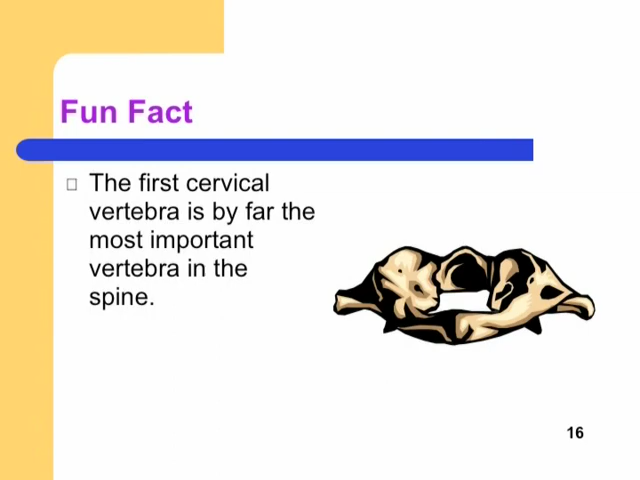 Fun Fact
The first cervical
vertebra is by far the
most important
vertebra in the
spine.
16